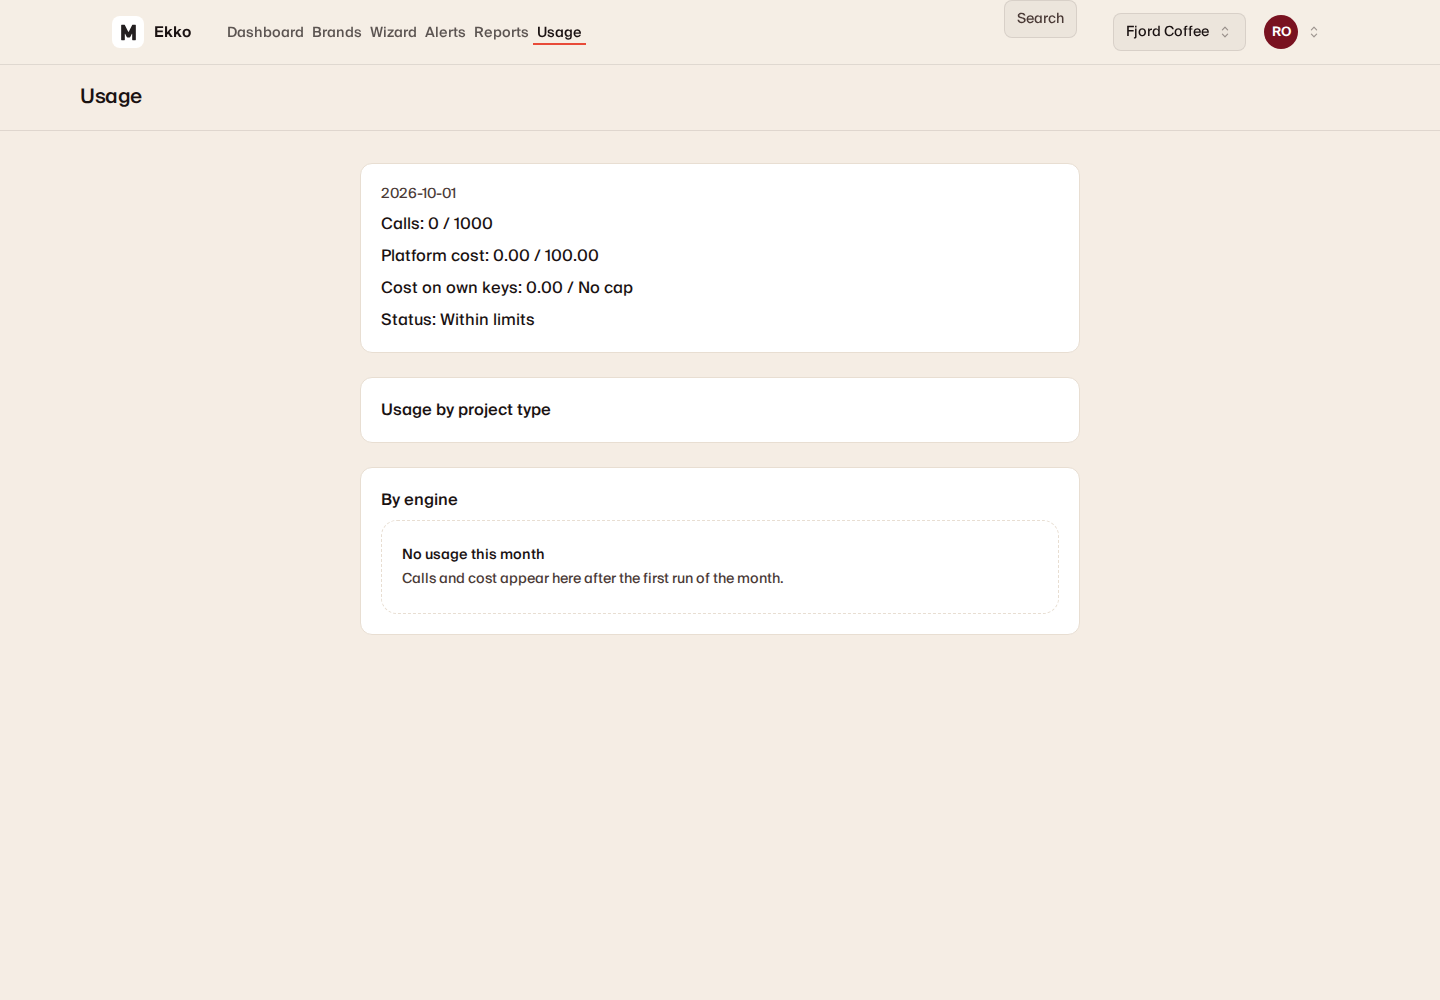 M Ekko Dashboard Brands Wizard Alerts Reports Usage Search Fjord Coffee RO
Usage
2026-10-01
Calls: 0 / 1000
Platform cost: 0.00 / 100.00
Cost on own keys: 0.00 / No cap
Status: Within limits
Usage by project type
By engine
No usage this month
Calls and cost appear here after the first run of the month.